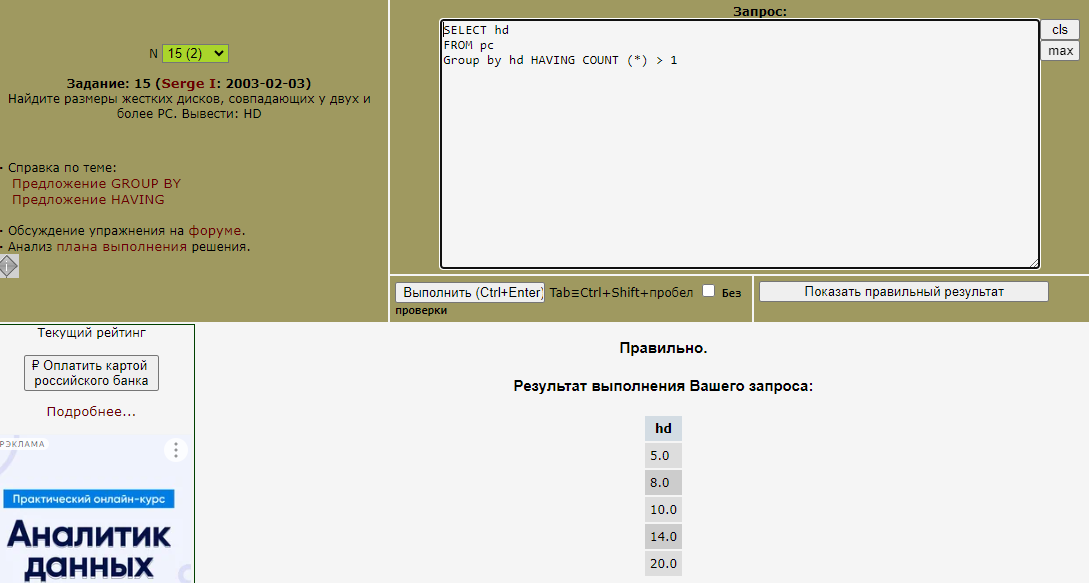 N 15 (2)
Задание: 15 (Serge I: 2003-02-03)
Найдите размеры жестких дисков, совпадающих у двух и
более PC. Вывести: HD
Справка по теме:
Предложение GROUP BY
Предложение HAVING
Обсуждение упражнения на форуме.
Анализ плана выполнения решения.
Запрос:
SELECT hd
FROM pc
Group by hd HAVING COUNT (*) > 1
cls
max
Выполнить (Ctrl+Enter) Tab≡Ctrl+Shift+пробел Без
проверки
Показать правильный результат
Текущий рейтинг
₽ Оплатить картой
российского банка
Подробнее...
РЕКЛАМА
Практический онлайн-курс
Аналитик
данных
Правильно.
Результат выполнения Вашего запроса:
hd
5.0
8.0
10.0
14.0
20.0